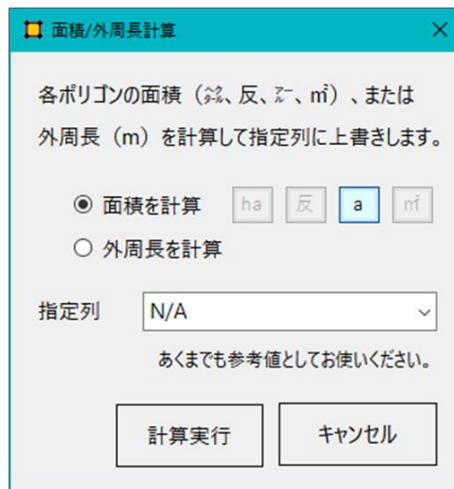 面積/外周長計算
各ポリゴンの面積（㌶、反、㌃、㎡）、または
外周長（m）を計算して指定列に上書きします。
面積を計算 ha 反 a ㎡
外周長を計算
指定列 N/A
あくまでも参考値としてお使いください。
計算実行 キャンセル